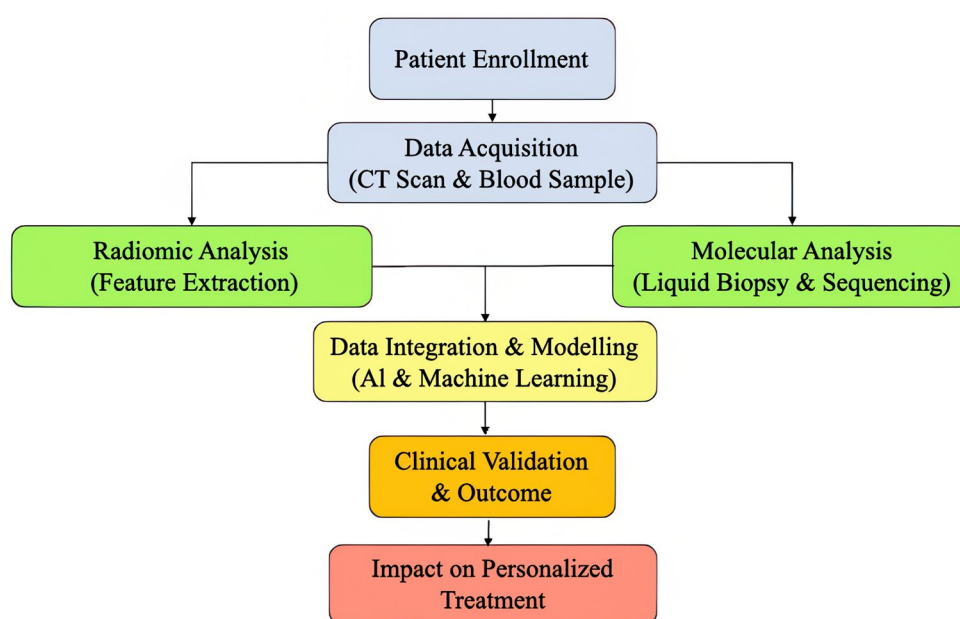 Patient Enrollment
Data Acquisition
(CT Scan & Blood Sample)
Radiomic Analysis
(Feature Extraction)
Molecular Analysis
(Liquid Biopsy & Sequencing)
Data Integration & Modelling
(Al & Machine Learning)
Clinical Validation
& Outcome
Impact on Personalized
Treatment